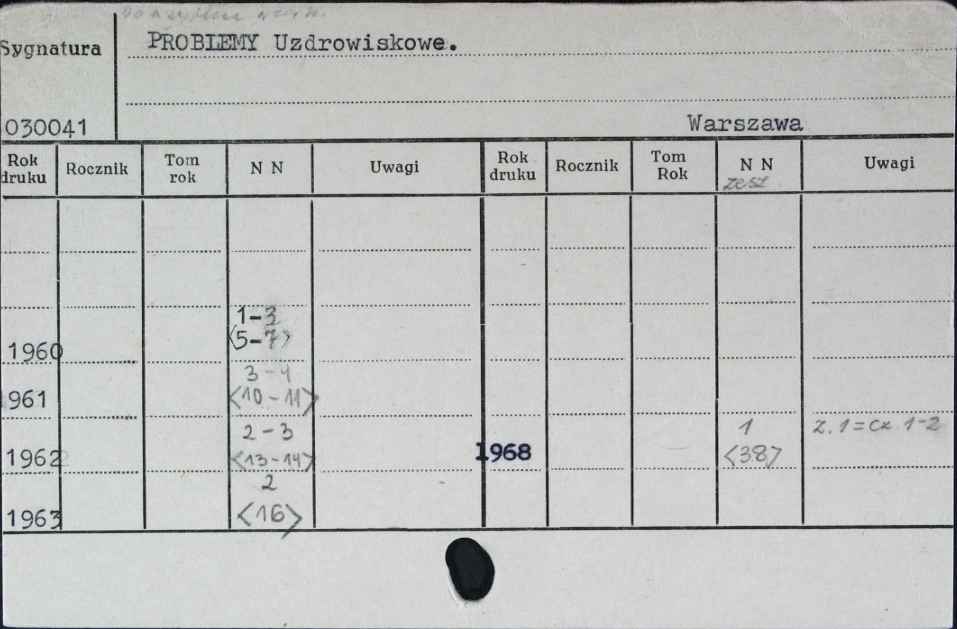 Sygnatura
PROBLEMY Uzdrowiskowe.
030041
Warszawa
Rok druku Rocznik Tom rok N N Uwagi Rok druku Rocznik Tom Rok N N zesz Uwagi
1-3
<5-7>
1960
3-4
1961 <10-11>
2-3 1 z. 1=cz 1-2
1962 <13-14> 1968 <38>
2
1963 <16>